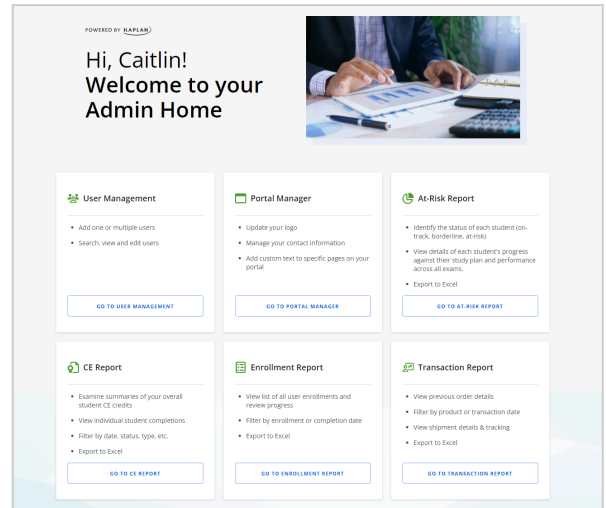 POWERED BY KAPLAN
Hi, Caitlin!
Welcome to your
Admin Home
User Management
• Add one or multiple users
• Search, view and edit users
GO TO USER MANAGEMENT
Portal Manager
• Update your logo
• Manage your contact information
• Add custom text to specific pages on your
portal
GO TO PORTAL MANAGER
At-Risk Report
• Identify the status of each student (on-
track, borderline, at-risk)
• View details of each student's progress
against their study plan and performance
across all exams.
• Export to Excel
GO TO AT-RISK REPORT
CE Report
• Examine summaries of your overall
student CE credits
• View individual student completions
• Filter by date, status, type, etc.
• Export to Excel
GO TO CE REPORT
Enrollment Report
• View list of all user enrollments and
review progress
• Filter by enrollment or completion date
• Export to Excel
GO TO ENROLLMENT REPORT
Transaction Report
• View previous order details
• Filter by product or transaction date
• View shipment details & tracking
• Export to Excel
GO TO TRANSACTION REPORT